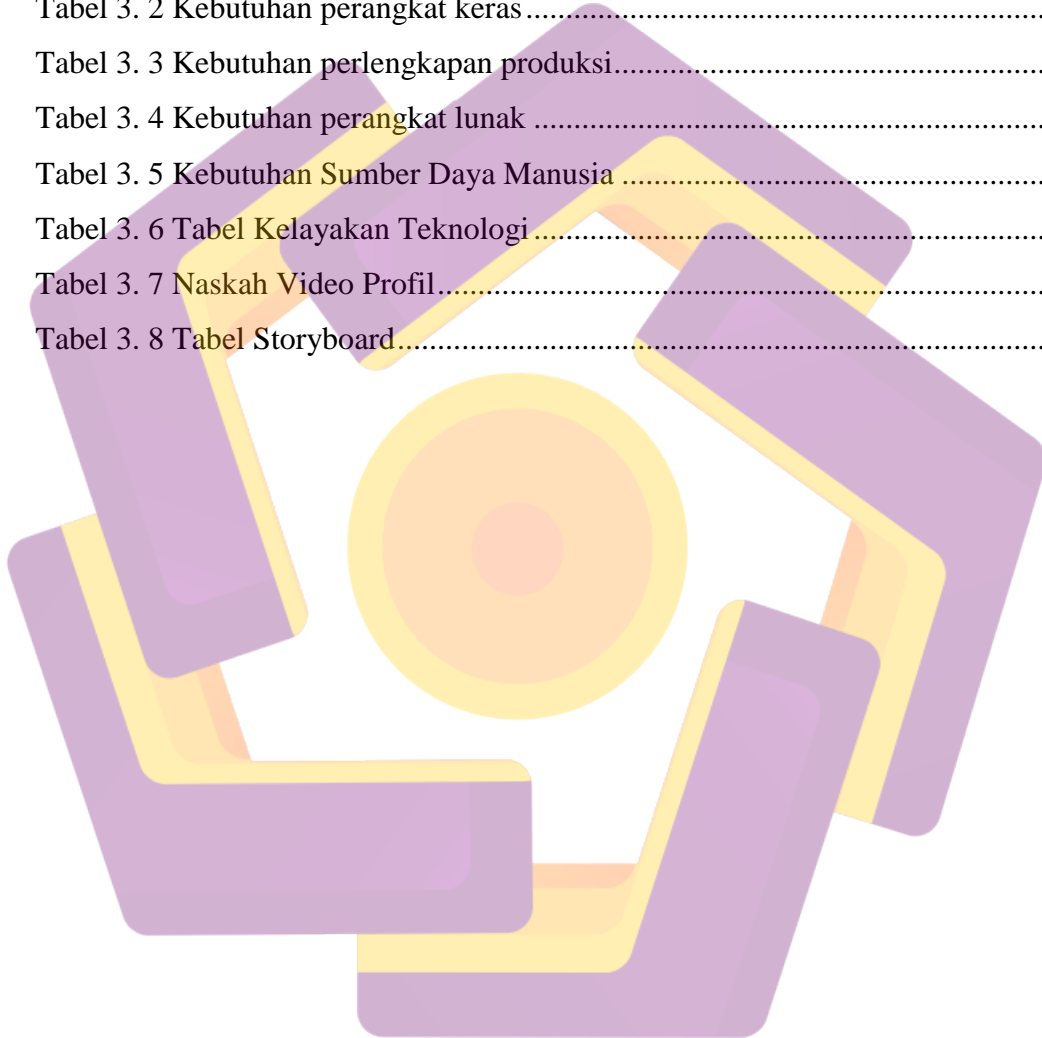 Tabel 3. 2 Kebutuhan perangkat keras
Tabel 3. 3 Kebutuhan perlengkapan produksi
Tabel 3. 4 Kebutuhan perangkat lunak
Tabel 3. 5 Kebutuhan Sumber Daya Manusia
Tabel 3. 6 Tabel Kelayakan Teknologi
Tabel 3. 7 Naskah Video Profil
Tabel 3. 8 Tabel Storyboard